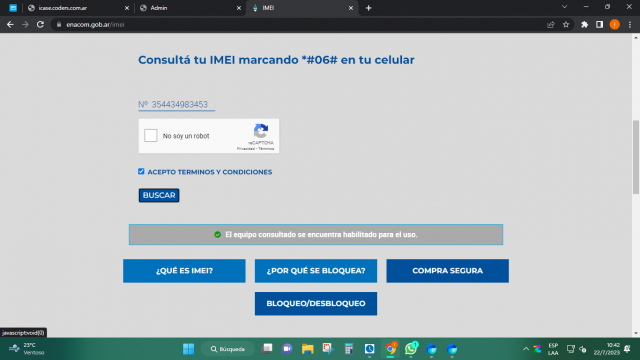 icase.coders.com.ar
Admin
IMEI
enacom.gob.ar/imei
Consultá tu IMEI marcando *#06# en tu celular
Nº 354434983453
No soy un robot
reCAPTCHA
Privacidad - Términos
ACEPTO TERMINOS Y CONDICIONES
BUSCAR
El equipo consultado se encuentra habilitado para el uso.
¿QUÉ ES IMEI?
¿POR QUÉ SE BLOQUEA?
COMPRA SEGURA
BLOQUEO/DESBLOQUEO
javascript:void(0)
23°C
Ventoso
Búsqueda
ESP
LAA
10:42
22/7/2023